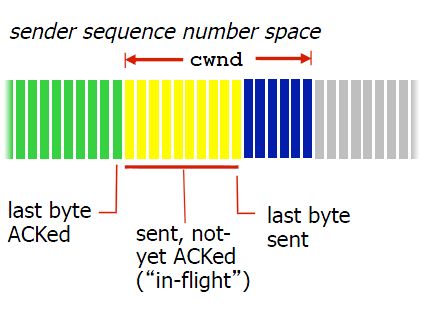 sender sequence number space
cwnd
last byte
ACKed
sent, not-
yet ACKed
(“in-flight”)
last byte
sent